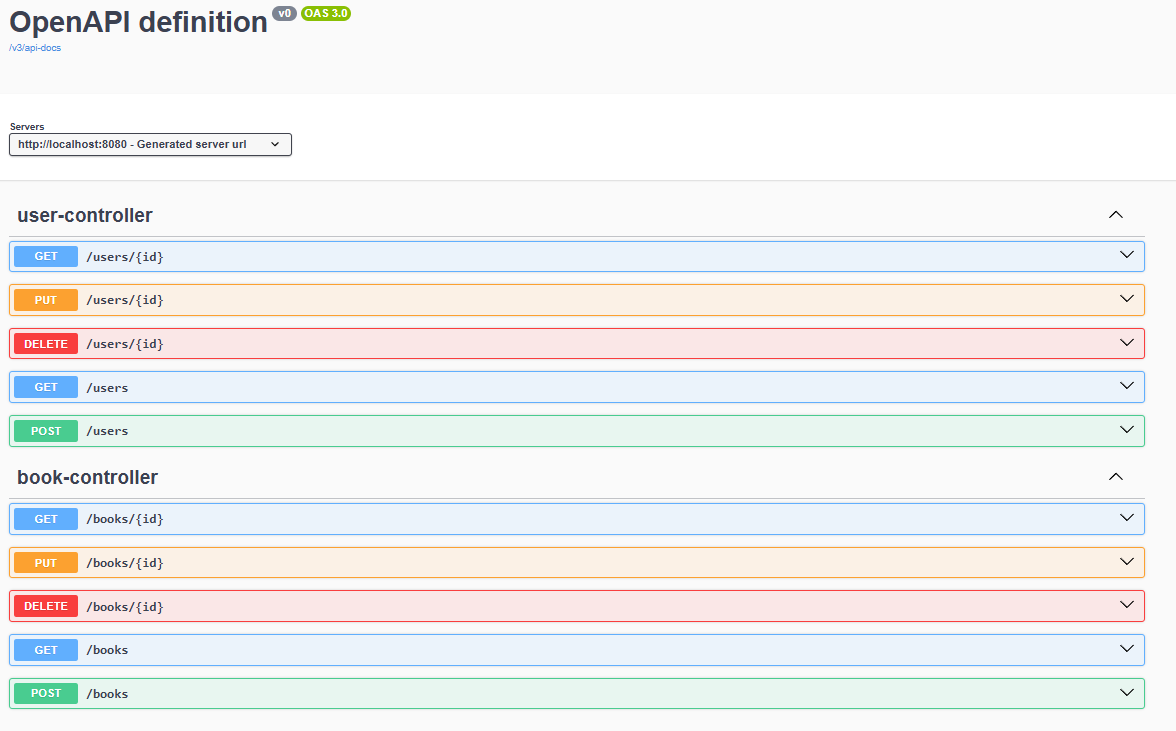 OpenAPI definition v0 OAS 3.0
/v3/api-docs
Servers
http://localhost:8080 - Generated server url
user-controller
GET /users/{id}
PUT /users/{id}
DELETE /users/{id}
GET /users
POST /users
book-controller
GET /books/{id}
PUT /books/{id}
DELETE /books/{id}
GET /books
POST /books